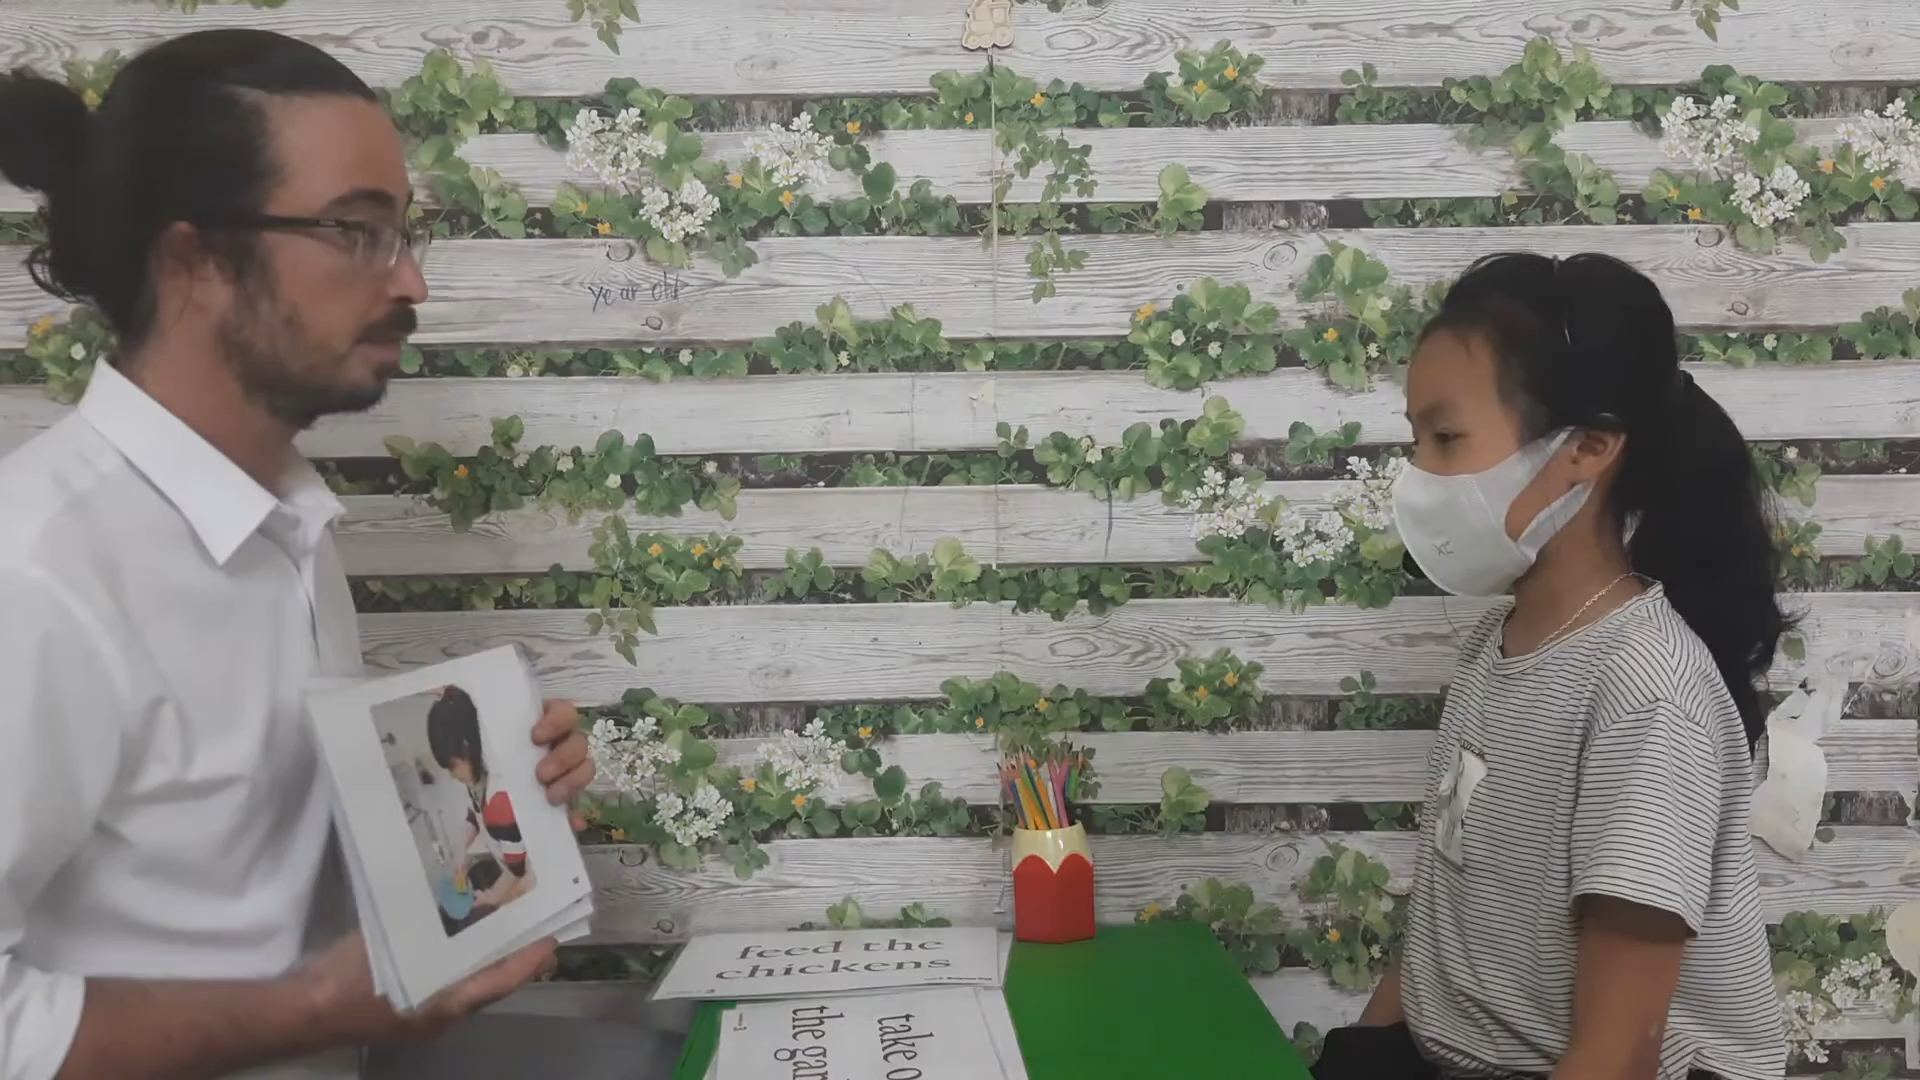 year old
feed the
chickens
take o
the gar